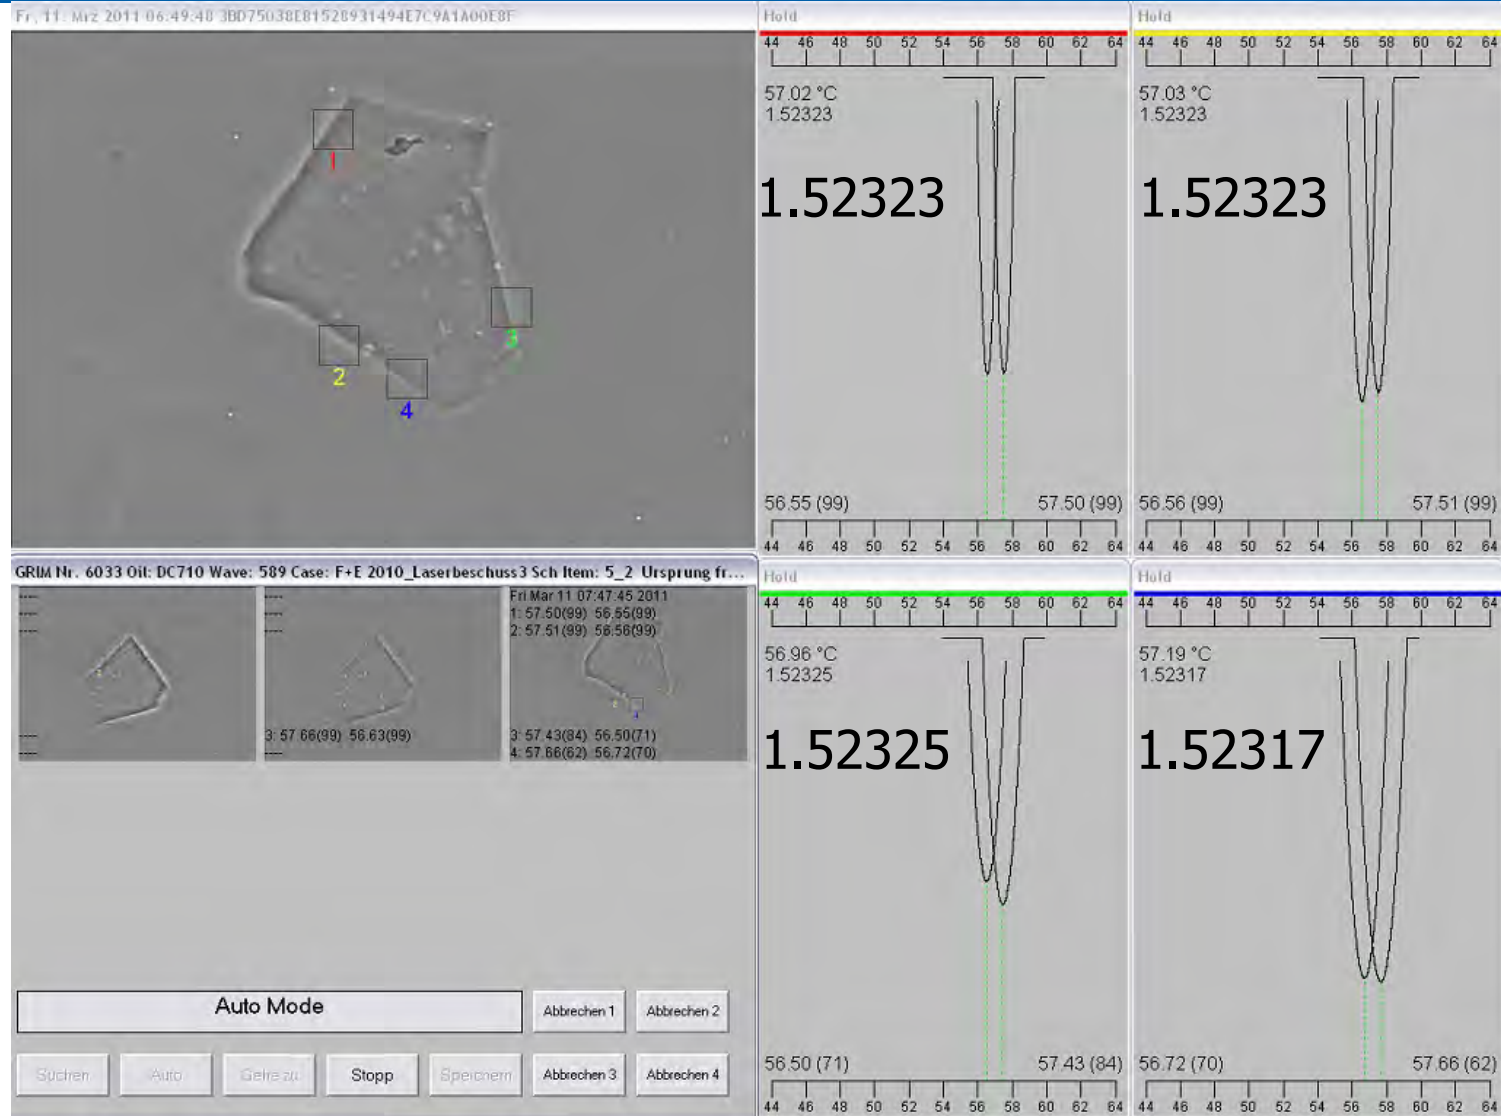 Fr, 11. Mrz 2011 06:49:48 3BD75038E81528931494E7C9A1A00E8F
1
2
3
4
Hold
44 46 48 50 52 54 56 58 60 62 64
57.02 °C
1.52323
1.52323
56.55 (99) 57.50 (99)
44 46 48 50 52 54 56 58 60 62 64
Hold
44 46 48 50 52 54 56 58 60 62 64
57.03 °C
1.52323
1.52323
56.56 (99) 57.51 (99)
44 46 48 50 52 54 56 58 60 62 64
GRIM Nr. 6033 Oil: DC710 Wave: 589 Case: F+E 2010_Laserbeschuss3 Sch Item: 5_2 Ursprung fr...
----
----
----
----
----
----
----
----
3: 57.66(99) 56.63(99)
----
Fri Mar 11 07:47:45 2011
1: 57.50(99) 56.55(99)
2: 57.51(99) 56.56(99)
4
3: 57.43(84) 56.50(71)
4: 57.66(62) 56.72(70)
Auto Mode
Abbrechen 1
Abbrechen 2
Suchen
Auto
Gehe zu
Stopp
Speichern
Abbrechen 3
Abbrechen 4
Hold
44 46 48 50 52 54 56 58 60 62 64
56.96 °C
1.52325
1.52325
56.50 (71) 57.43 (84)
44 46 48 50 52 54 56 58 60 62 64
Hold
44 46 48 50 52 54 56 58 60 62 64
57.19 °C
1.52317
1.52317
56.72 (70) 57.66 (62)
44 46 48 50 52 54 56 58 60 62 64